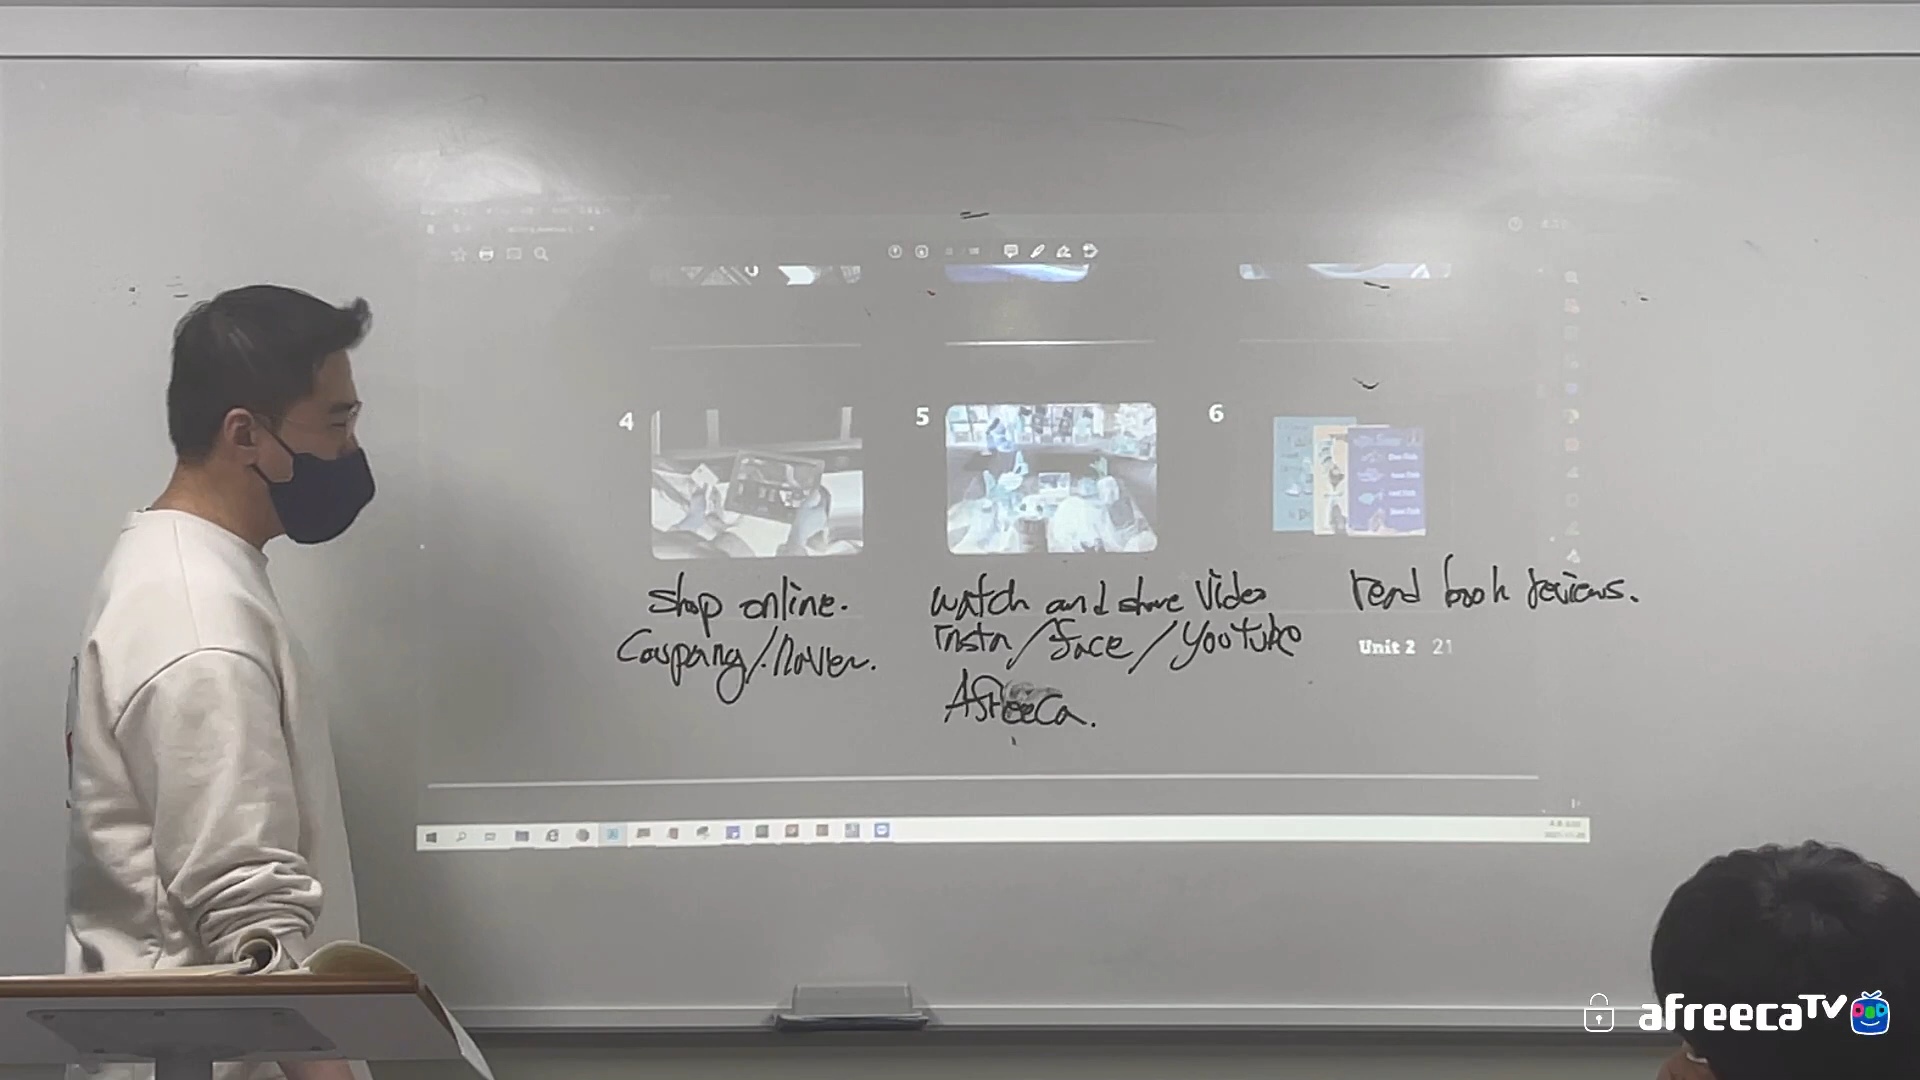 4
5
6
shop online.
Coupang/Naver.
watch and share Video
insta/face/Youtube
Afreeca.
read book reviews.
Unit 2 21
afreecaTV